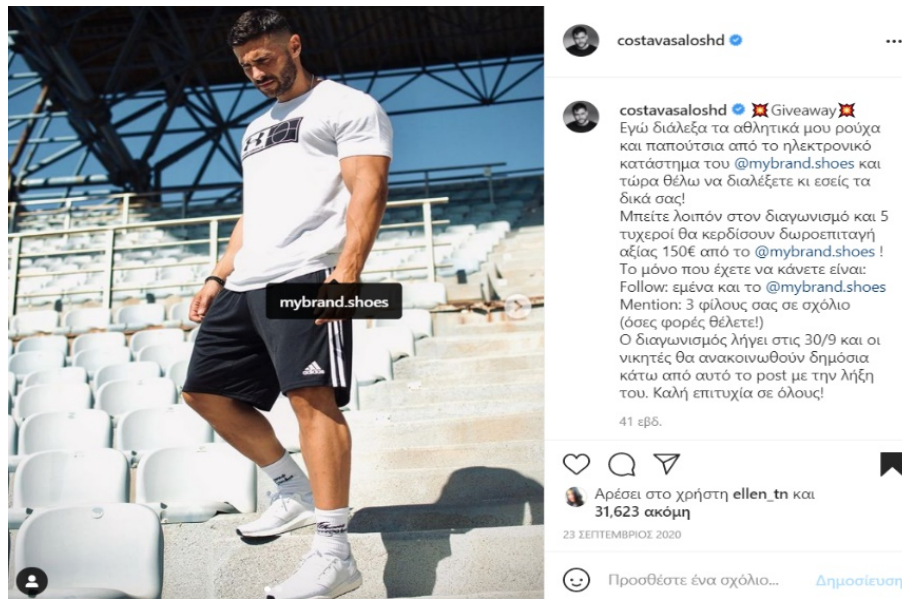 costavasaloshd
...
costavasaloshd 💥Giveaway💥
Εγώ διάλεξα τα αθλητικά μου ρούχα
και παπούτσια από το ηλεκτρονικό
κατάστημα του @mybrand.shoes και
τώρα θέλω να διαλέξετε κι εσείς τα
δικά σας!
Μπείτε λοιπόν στον διαγωνισμό και 5
τυχεροί θα κερδίσουν δωροεπιταγή
αξίας 150€ από το @mybrand.shoes !
Το μόνο που έχετε να κάνετε είναι:
Follow: εμένα και το @mybrand.shoes
Mention: 3 φίλους σας σε σχόλιο
(όσες φορές θέλετε!)
Ο διαγωνισμός λήγει στις 30/9 και οι
νικητές θα ανακοινωθούν δημόσια
κάτω από αυτό το post με την λήξη
του. Καλή επιτυχία σε όλους!
41 εβδ.
Αρέσει στο χρήστη ellen_tn και
31,623 ακόμη
23 ΣΕΠΤΕΜΒΡΙΟΣ 2020
Προσθέστε ένα σχόλιο... Δημοσίευση
mybrand.shoes
adidas